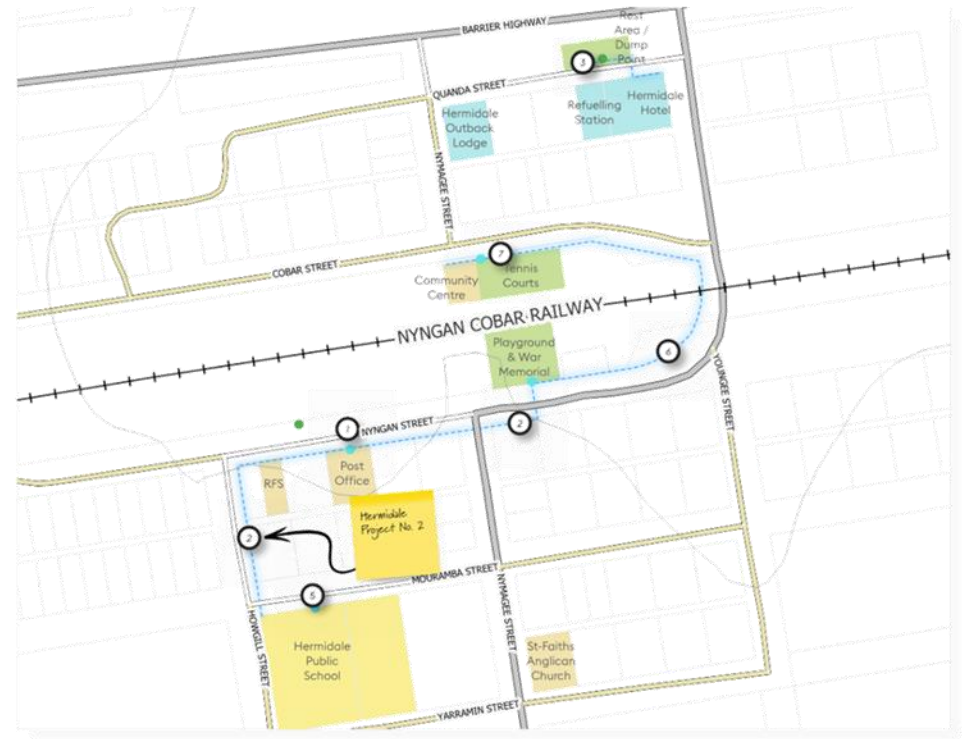 BARRIER HIGHWAY
Rest
Area /
Dump
Point
3
QUANDA STREET
Hermidale
Outback
Lodge
Refuelling
Station
Hermidale
Hotel
NYMAGEE STREET
7
COBAR STREET
Community
Centre
Tennis
Courts
NYNGAN COBAR RAILWAY
Playground
& War
Memorial
6
YOUNGEE STREET
1
NYNGAN STREET
2
Post
Office
RFS
Hermidale
Project No. 2
2
5
MOURAMBA STREET
NYMAGEE STREET
HOWGILL STREET
Hermidale
Public
School
St-Faiths
Anglican
Church
YARRAMIN STREET